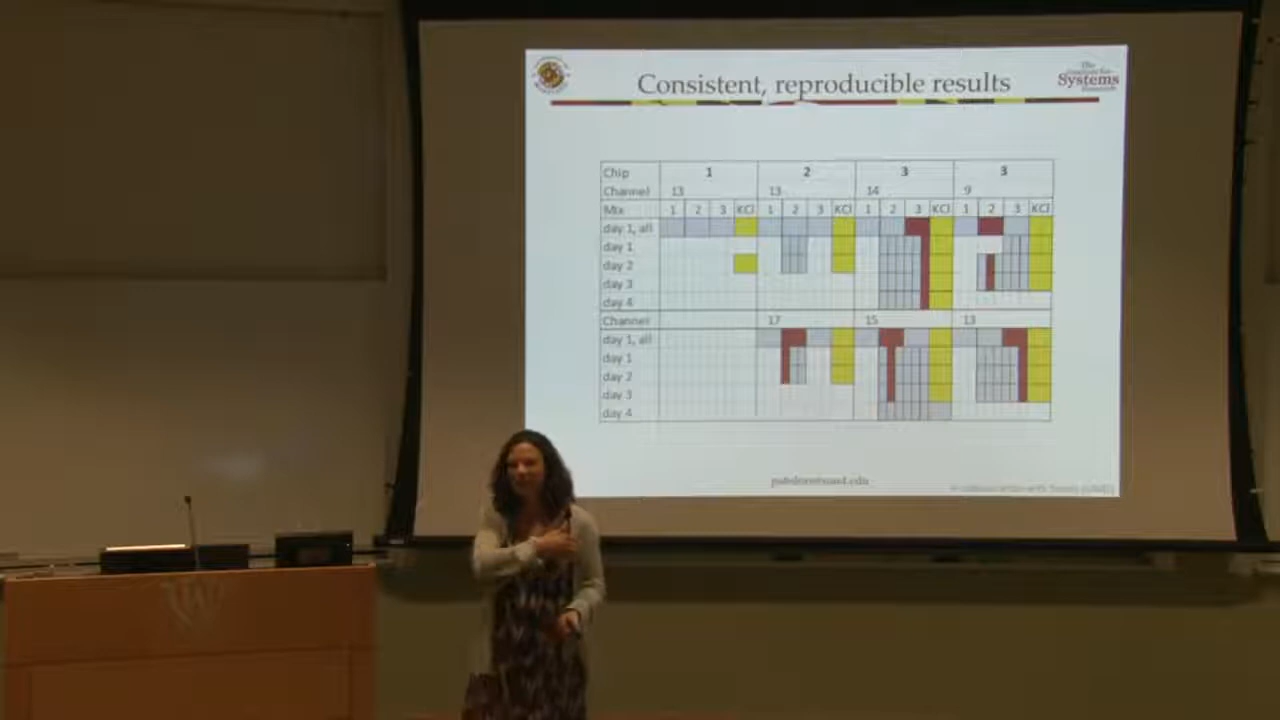 Consistent, reproducible results
The
Systems
Chip 1 2 3 3
Channel 13 13 14 9
Mix 1 2 3 KCl 1 2 3 KCl 1 2 3 KCl 1 2 3 KCl
day 1, all
day 1
day 2
day 3
day 4
Channel 17 15 13
day 1, all
day 1
day 2
day 3
day 4
W